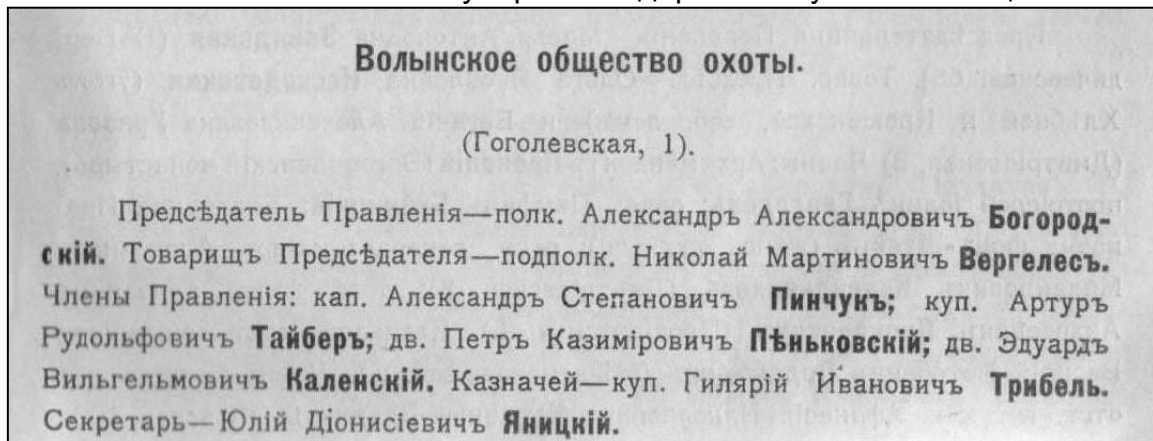 Волынское общество охоты.
(Гоголевская, 1).
Предсѣдатель Правленія—полк. Александръ Александровичъ Богород-
скій. Товарищъ Предсѣдателя—подполк. Николай Мартиновичъ Вергелесъ.
Члены Правленія: кап. Александръ Степановичъ Пинчукъ; куп. Артуръ
Рудольфовичъ Тайберъ; дв. Петръ Казиміровичъ Пѣньковскій; дв. Эдуардъ
Вильгельмовичъ Каленскій. Казначей—куп. Гилярій Ивановичъ Трибель.
Секретарь—Юлій Діонисіевичъ Яницкій.